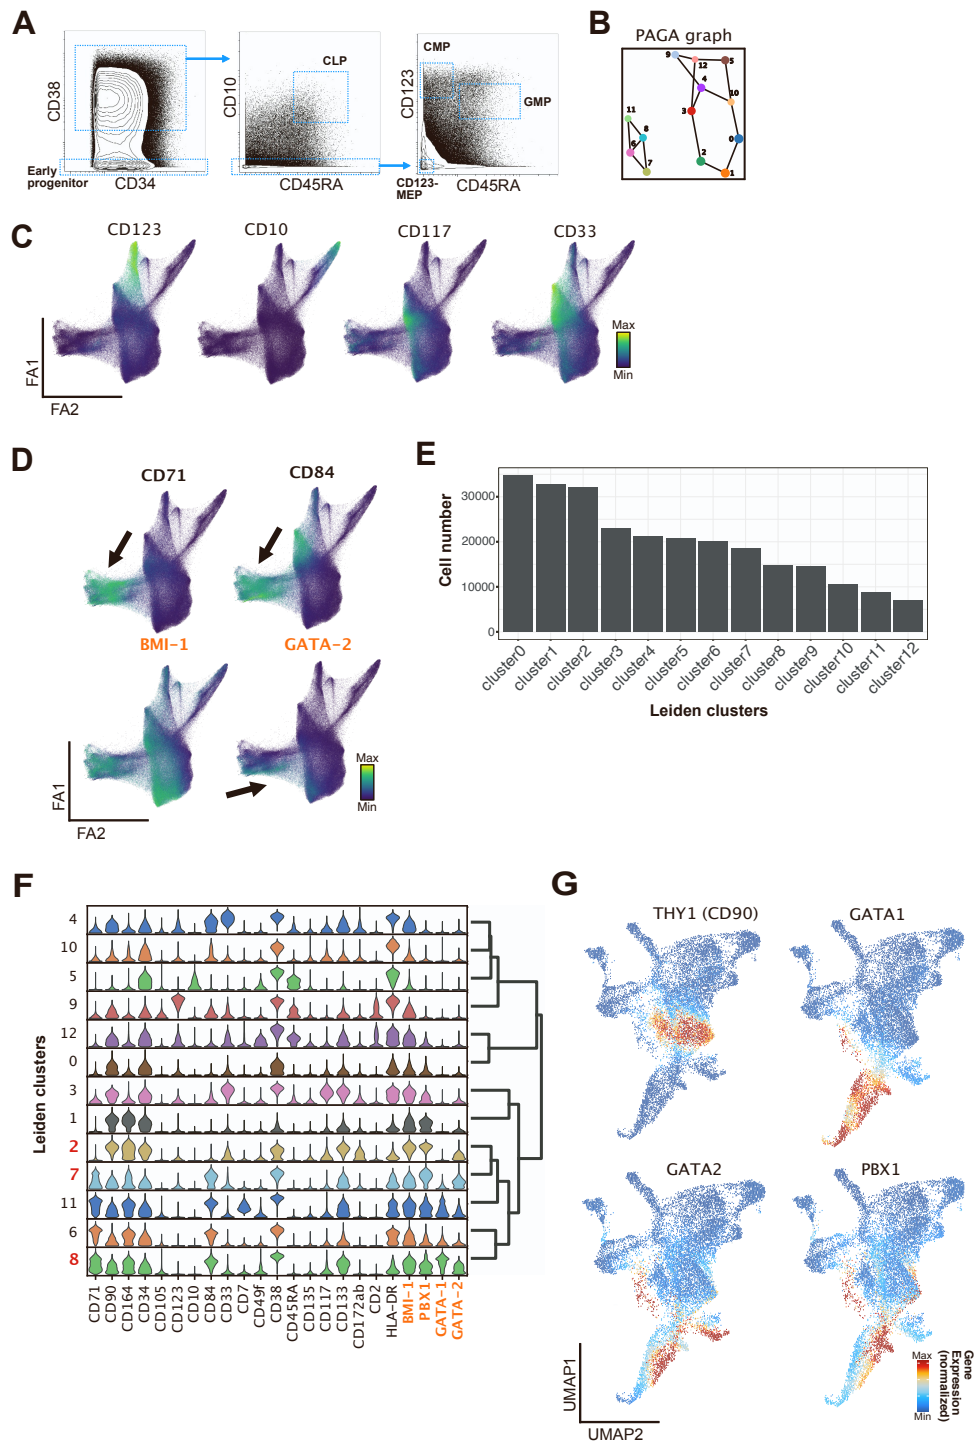 A
CD38
CD34
Early
progenitor
CD10
CLP
CD45RA
CMP
CD123
GMP
CD123-
MEP
CD45RA
B
PAGA graph
9
12
5
4
10
3
11
8
0
6
2
7
1
C
CD123
CD10
CD117
CD33
FA1
FA2
Max
Min
D
CD71
CD84
BMI-1
GATA-2
FA1
FA2
Max
Min
E
Cell number
30000
20000
10000
0
cluster0
cluster1
cluster2
cluster3
cluster4
cluster5
cluster6
cluster7
cluster8
cluster9
cluster10
cluster11
cluster12
Leiden clusters
F
Leiden clusters
4
10
5
9
12
0
3
1
2
7
11
6
8
CD71
CD90
CD164
CD34
CD105
CD123
CD10
CD84
CD33
CD7
CD49f
CD38
CD45RA
CD135
CD117
CD133
CD172ab
CD2
HLA-DR
BMI-1
PBX1
GATA-1
GATA-2
G
THY1 (CD90)
GATA1
GATA2
PBX1
UMAP1
UMAP2
Max
Min
Gene
Expression
(normalized)